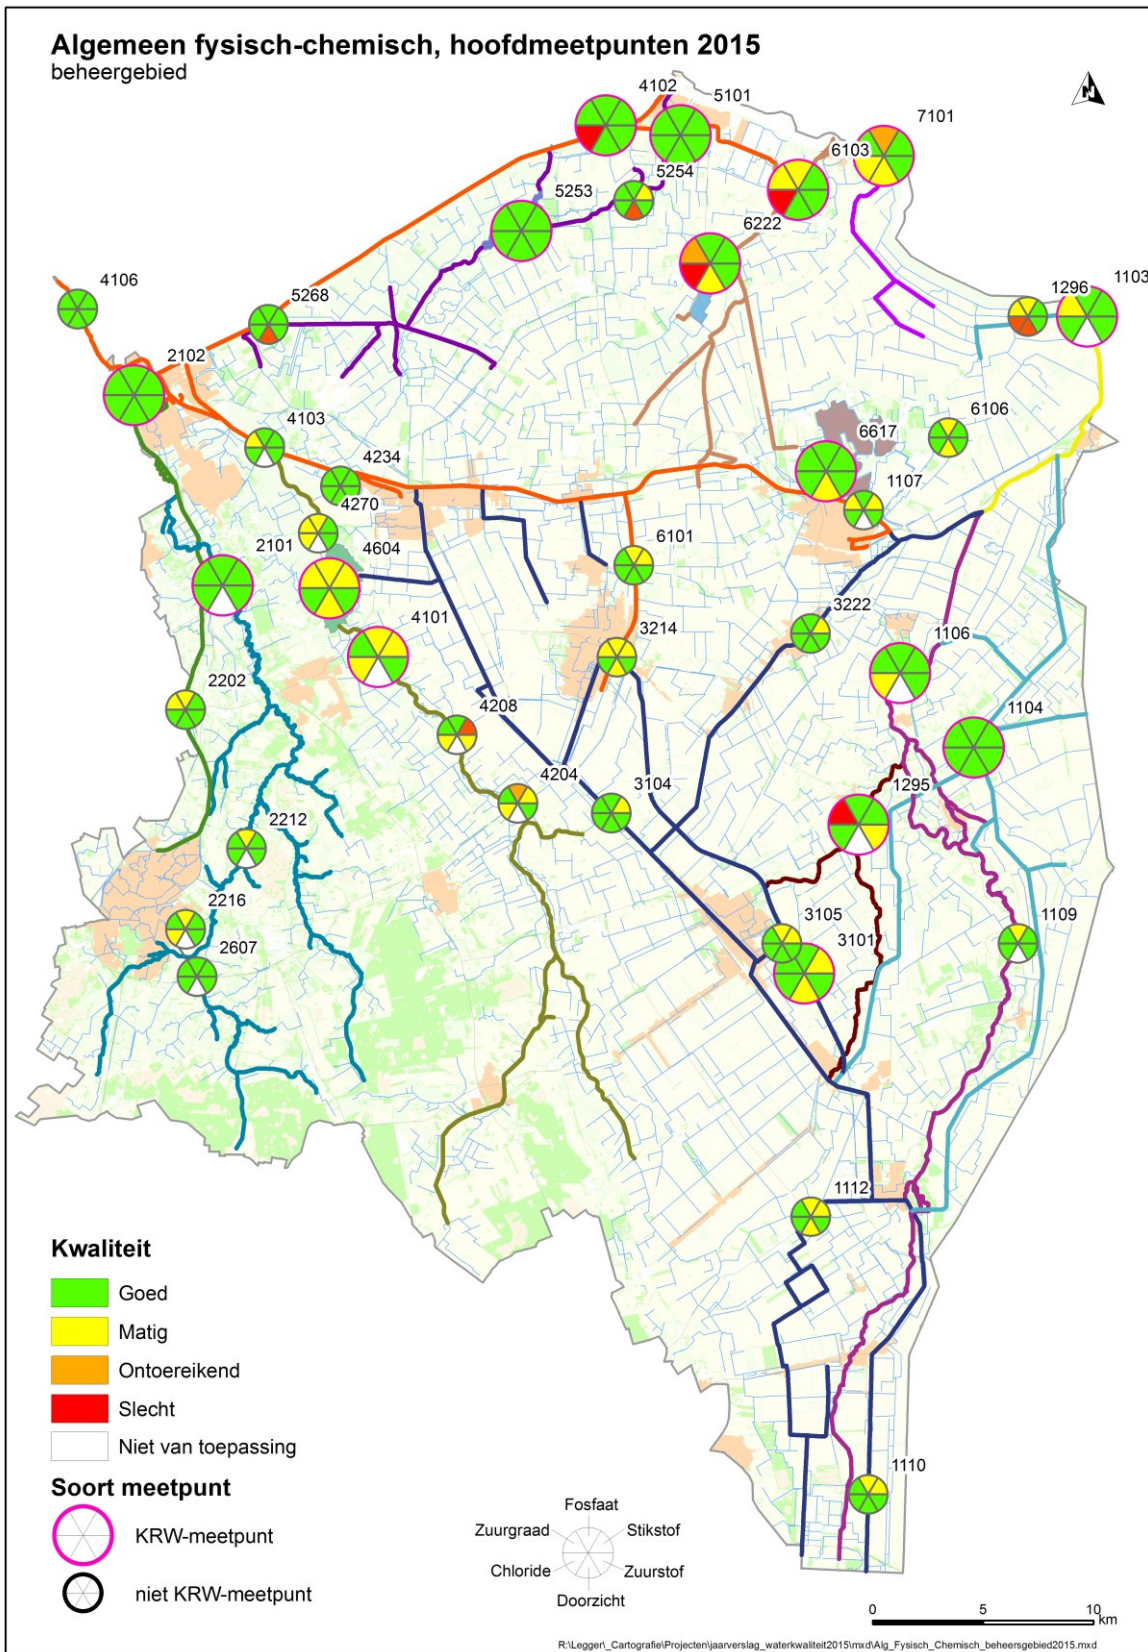 Algemeen fysisch-chemisch, hoofdmeetpunten 2015
beheergebied
N
4102
5101
7101
6103
5254
5253
6222
4106
5268
1296
1103
2102
4103
6106
6617
4234
1107
4270
2101
4604
6101
4101
3222
3214
1106
2202
4208
1104
4204
3104
1295
2212
2216
3105
1109
2607
3101
1112
1110
Kwaliteit
Goed
Matig
Ontoereikend
Slecht
Niet van toepassing
Soort meetpunt
KRW-meetpunt
niet KRW-meetpunt
Fosfaat
Zuurgraad
Stikstof
Chloride
Zuurstof
Doorzicht
0 5 10
km
R:\Legger\_Cartografie\Projecten\jaarverslag_waterkwaliteit2015\mxd\Alg_Fysisch_Chemisch_beheersgebied2015.mxd